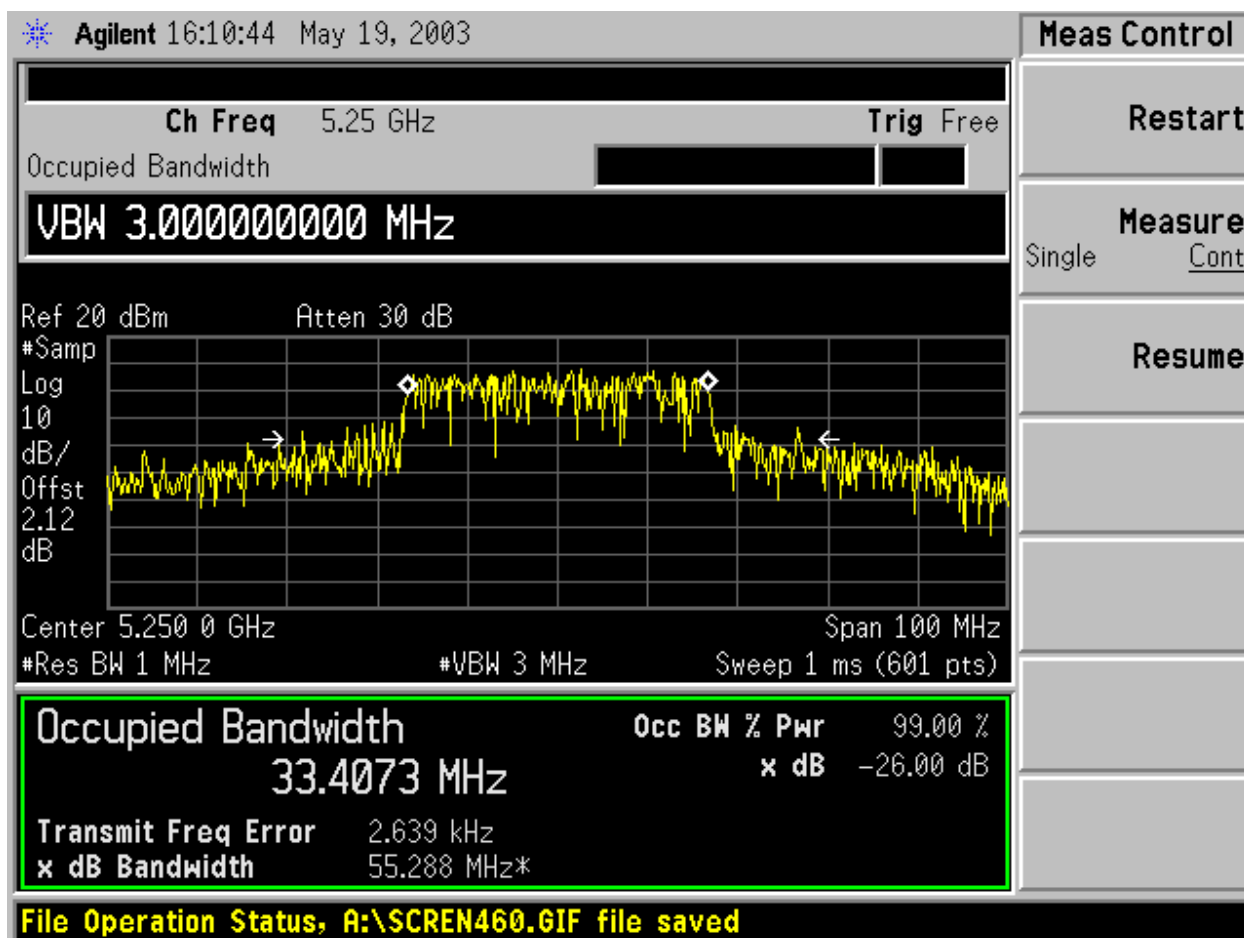 Agilent 16:10:44 May 19, 2003
Meas Control
Ch Freq 5.25 GHz Trig Free
Occupied Bandwidth
VBW 3.000000000 MHz
Restart
Measure
Single Cont
Resume
Ref 20 dBm Atten 30 dB
#Samp
Log
10
dB/
Offst
2.12
dB
Center 5.250 0 GHz Span 100 MHz
#Res BW 1 MHz #VBW 3 MHz Sweep 1 ms (601 pts)
Occupied Bandwidth
33.4073 MHz
Occ BW % Pwr 99.00 %
x dB -26.00 dB
Transmit Freq Error 2.639 kHz
x dB Bandwidth 55.288 MHz*
File Operation Status, A:\SCREN460.GIF file saved